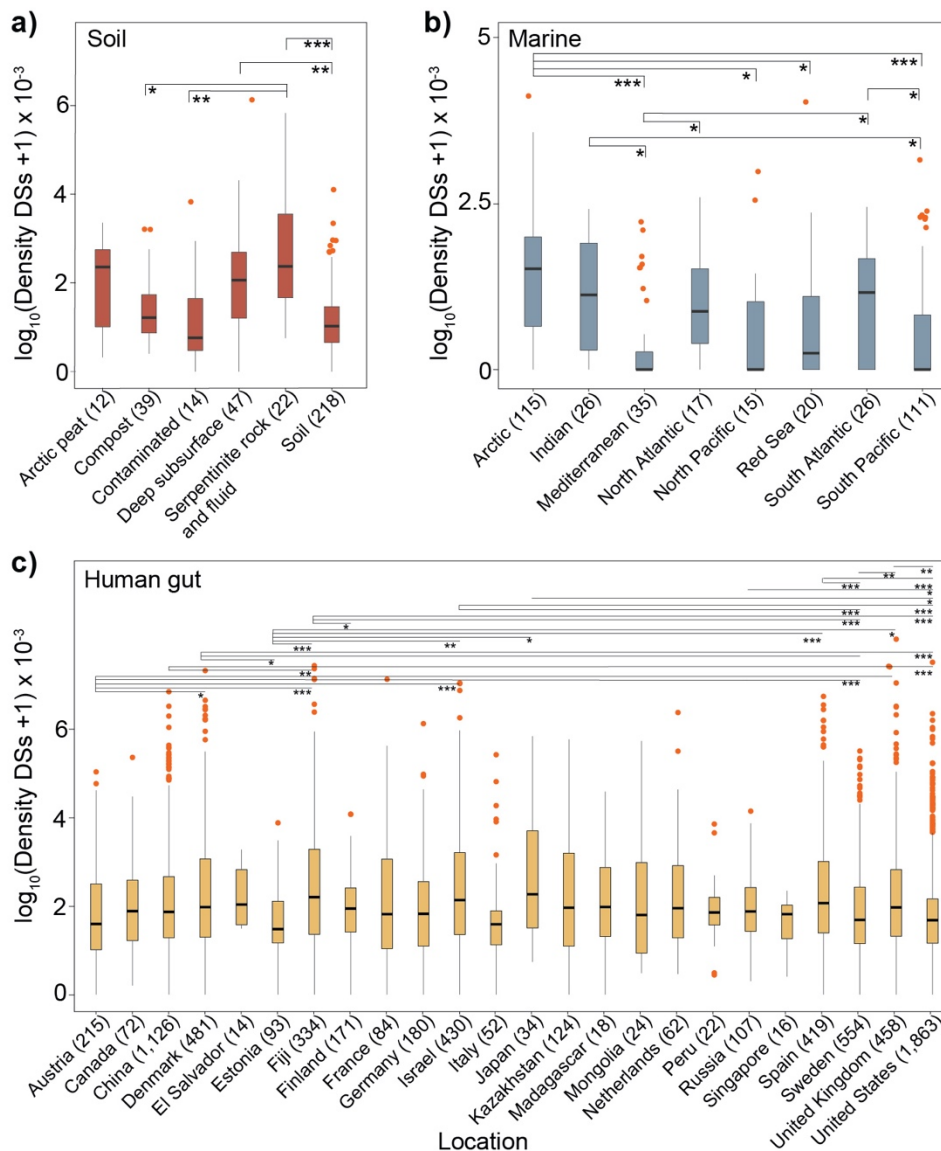 a)
Soil
***
**
*
**
log10(Density DSs +1) x 10-3
6
4
2
0
Arctic peat (12)
Compost (39)
Contaminated (14)
Deep subsurface (47)
Serpentinite rock (22)
and fluid
Soil (218)
b)
Marine
5
2.5
0
log10(Density DSs +1) x 10-3
***
*
*
***
*
*
*
*
*
Arctic (115)
Indian (26)
Mediterranean (35)
North Atlantic (17)
North Pacific (15)
Red Sea (20)
South Atlantic (26)
South Pacific (111)
c)
Human gut
**
**
***
***
*
*
***
***
***
***
*
*
***
**
*
***
*
***
**
***
***
***
***
*
log10(Density DSs +1) x 10-3
6
4
2
0
Austria (215)
Canada (72)
China (1,126)
Denmark (481)
El Salvador (14)
Estonia (93)
Fiji (334)
Finland (171)
France (84)
Germany (180)
Israel (430)
Italy (52)
Japan (34)
Kazakhstan (124)
Madagascar (18)
Mongolia (24)
Netherlands (62)
Peru (22)
Russia (107)
Singapore (16)
Spain (419)
Sweden (554)
United Kingdom (458)
United States (1,863)
Location